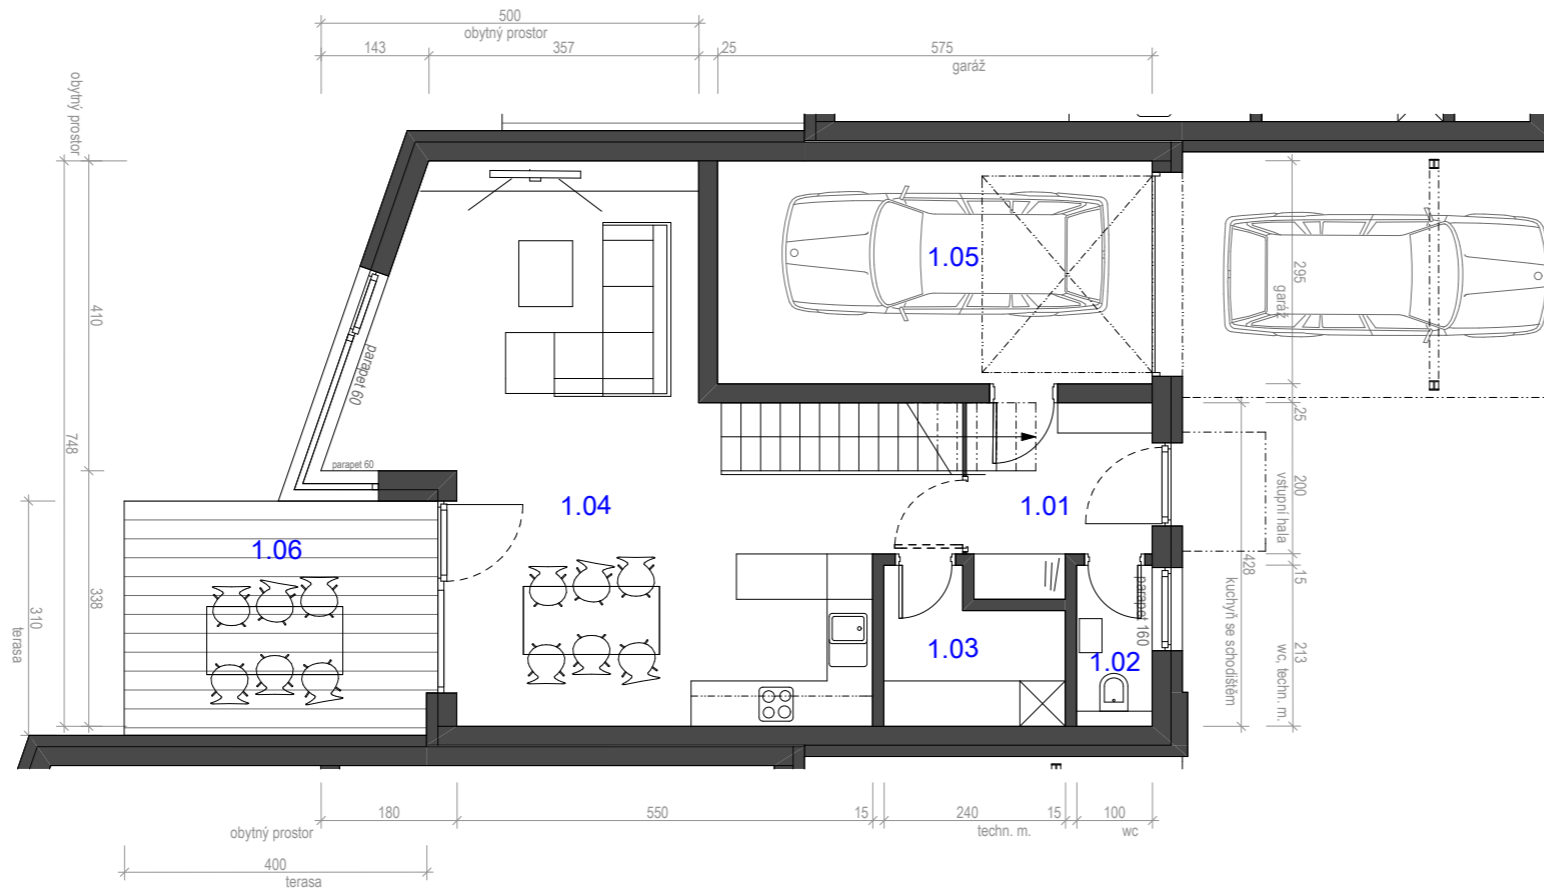 500
obytný prostor
143
357
25
575
garáž
obytný prostor
410
748
338
310
terasa
parapet 60
parapet 60
1.05
295
garáž
25
200
vstupní hala
428
kuchyň se schodištěm
15
213
wc, techn. m.
1.04
1.01
1.06
1.03
1.02
parapet 160
180
550
15
240
15
100
obytný prostor
techn. m.
wc
400
terasa